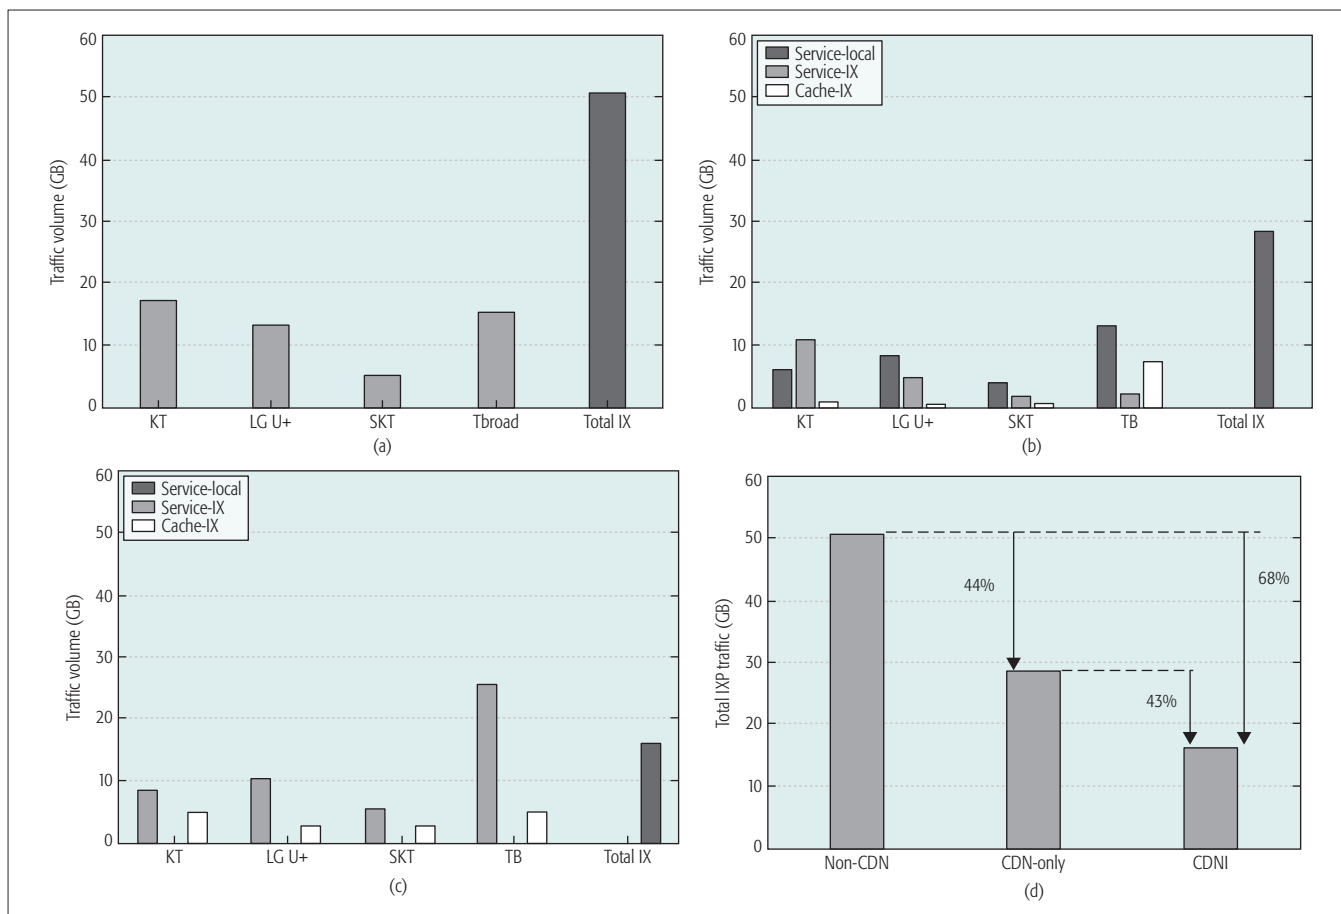 60
50
40
30
20
10
0
Traffic volume (GB)
KT
LG U+
SKT
Tbroad
Total IX
(a)
60
50
40
30
20
10
0
Traffic volume (GB)
Service-local
Service-IX
Cache-IX
KT
LG U+
SKT
TB
Total IX
(b)
60
50
40
30
20
10
0
Traffic volume (GB)
Service-local
Service-IX
Cache-IX
KT
LG U+
SKT
TB
Total IX
(c)
60
50
40
30
20
10
0
Total IXP traffic (GB)
44%
68%
43%
Non-CDN
CDN-only
CDNI
(d)